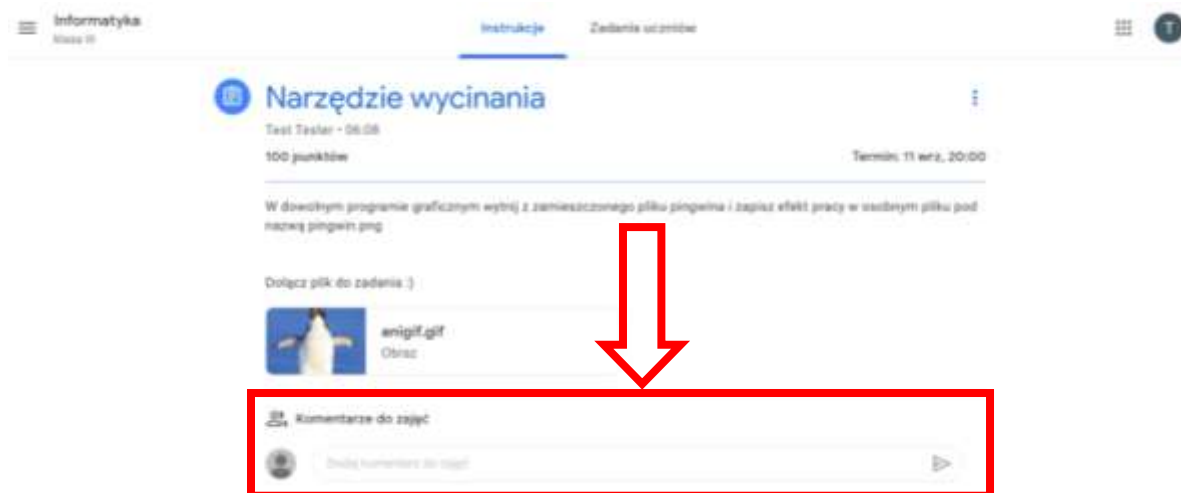 Informatyka
klasa III
Instrukcje
Zadania uczniów
T
Narzędzie wycinania
Test Tester • 06:08
100 punktów
Termin: 11 wrz, 20:00
W dowolnym programie graficznym wytnij z zamieszczonego pliku pingwina i zapisz efekt pracy w osobnym pliku pod
nazwą pingwin.png
Dołącz plik do zadania :)
anigif.gif
Obraz
Komentarze do zajęć
Dodaj komentarz do zajęć